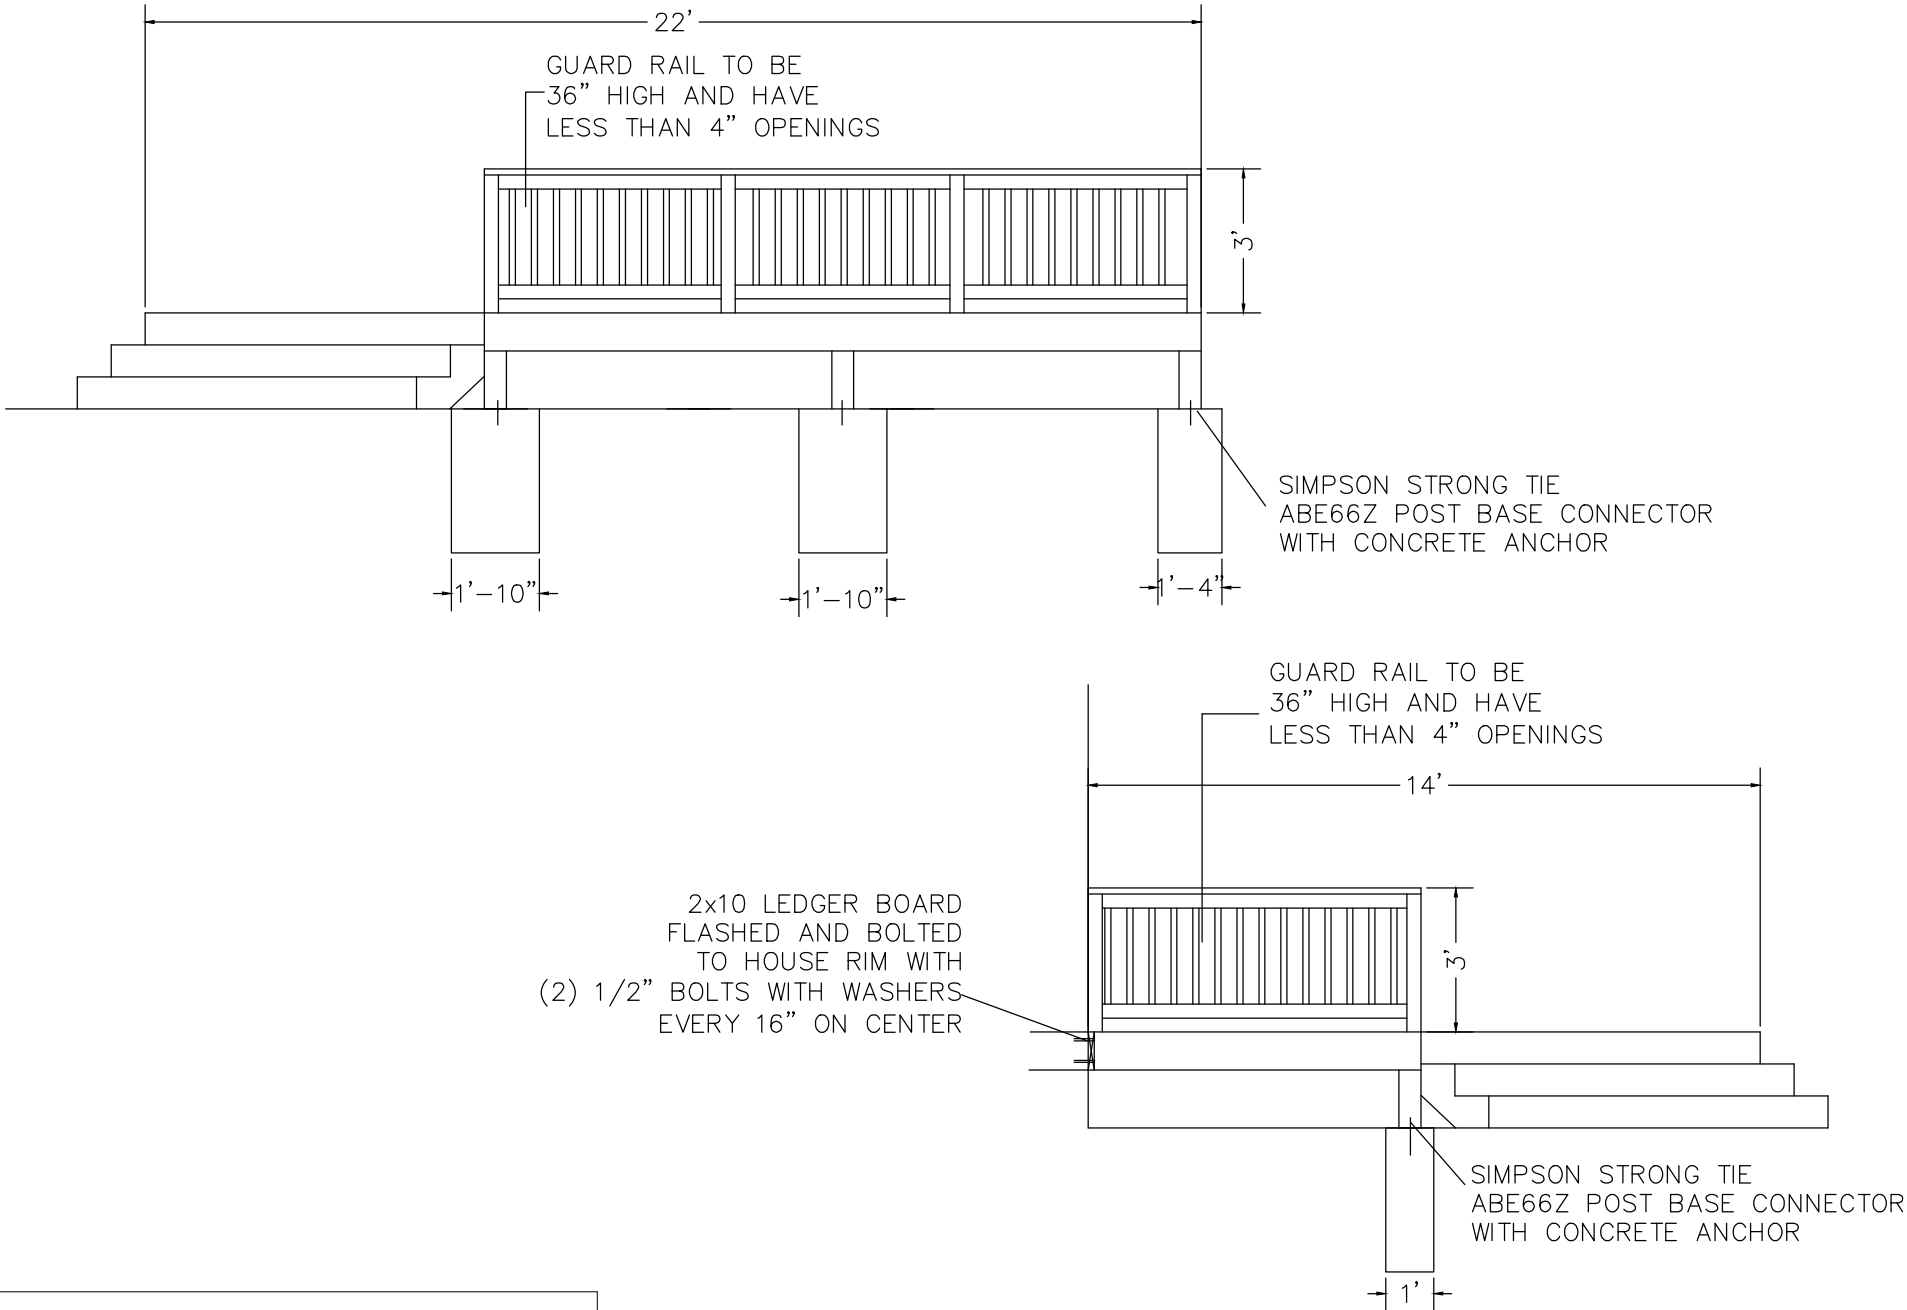 22'
GUARD RAIL TO BE
36” HIGH AND HAVE
LESS THAN 4” OPENINGS
3'
SIMPSON STRONG TIE
ABE66Z POST BASE CONNECTOR
WITH CONCRETE ANCHOR
1'–10”
1'–10”
1'–4”
GUARD RAIL TO BE
36” HIGH AND HAVE
LESS THAN 4” OPENINGS
14'
2x10 LEDGER BOARD
FLASHED AND BOLTED
TO HOUSE RIM WITH
(2) 1/2” BOLTS WITH WASHERS
EVERY 16” ON CENTER
3'
SIMPSON STRONG TIE
ABE66Z POST BASE CONNECTOR
WITH CONCRETE ANCHOR
1'